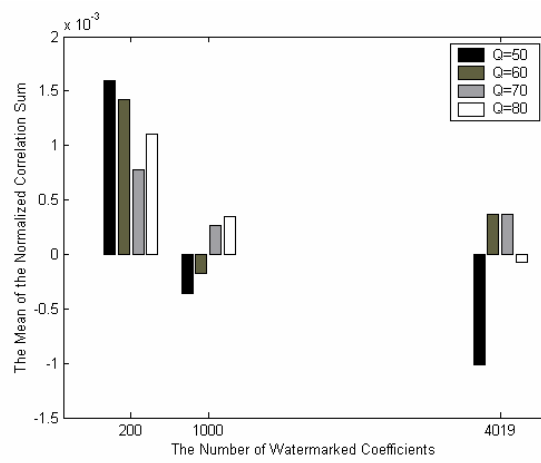 x 10^-3
2
1.5
1
0.5
0
-0.5
-1
-1.5
The Mean of the Normalized Correlation Sum
Q=50
Q=60
Q=70
Q=80
200 1000 4019
The Number of Watermarked Coefficients